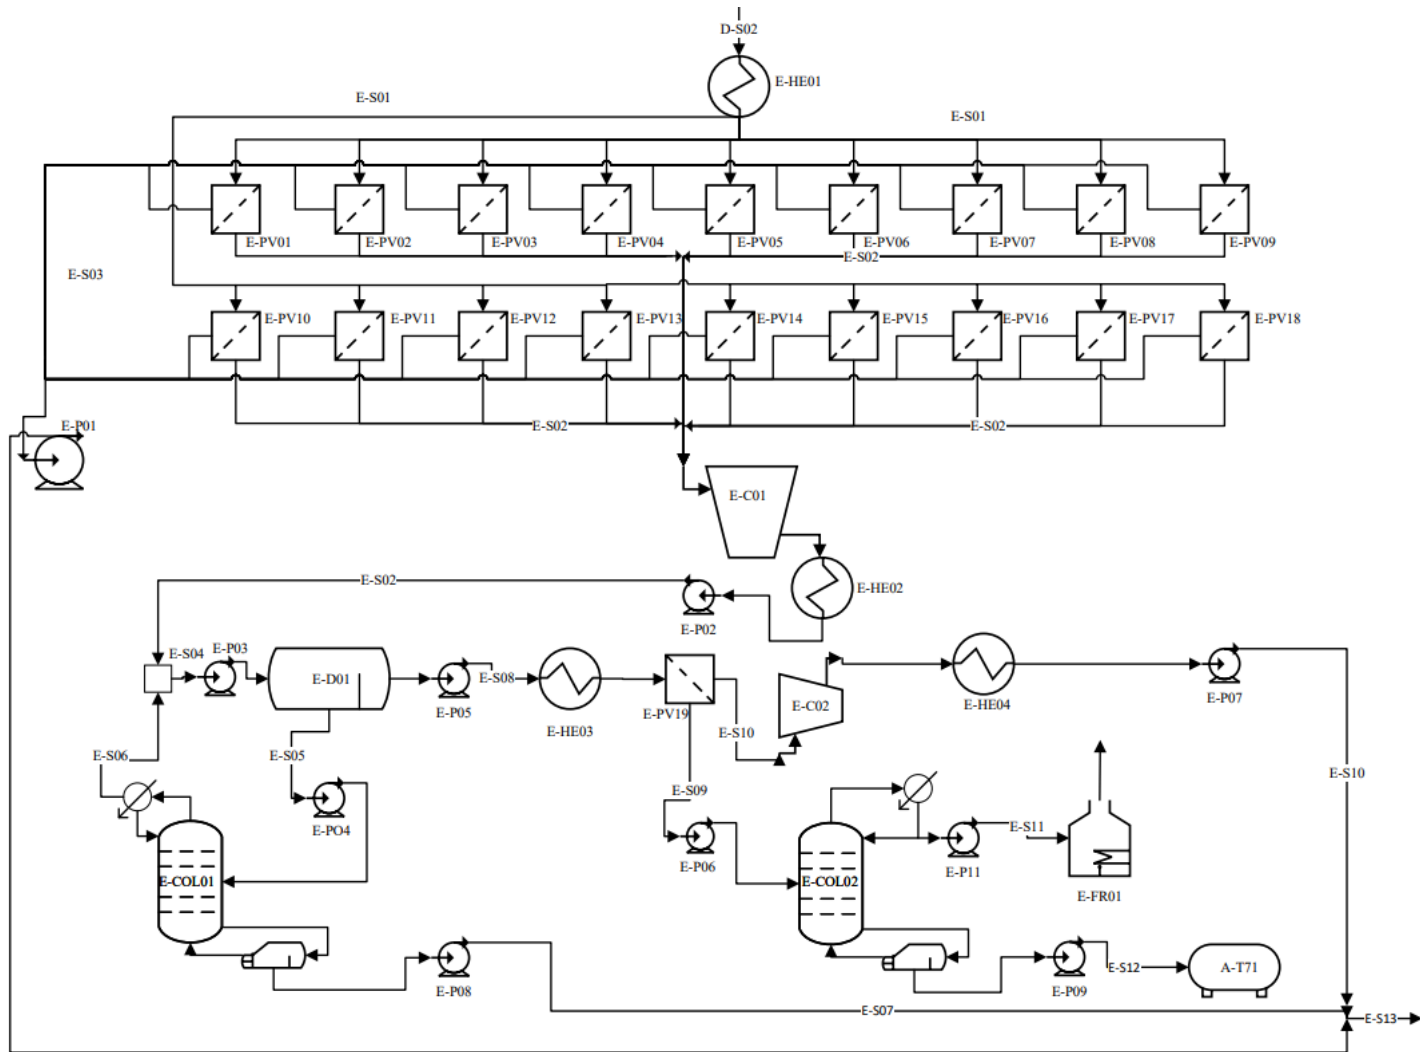 D-S02
E-HE01
E-S01
E-S01
E-PV01
E-PV02
E-PV03
E-PV04
E-PV05
E-PV06
E-PV07
E-PV08
E-PV09
E-S02
E-S03
E-PV10
E-PV11
E-PV12
E-PV13
E-PV14
E-PV15
E-PV16
E-PV17
E-PV18
E-P01
E-S02
E-S02
E-C01
E-S02
E-HE02
E-P02
E-S04
E-P03
E-D01
E-P05
E-S08
E-HE03
E-PV19
E-S10
E-C02
E-HE04
E-P07
E-S06
E-S05
E-PO4
E-S09
E-P06
E-S10
E-COL01
E-COL02
E-P11
E-S11
E-FR01
E-P08
E-P09
E-S12
A-T71
E-S07
E-S13